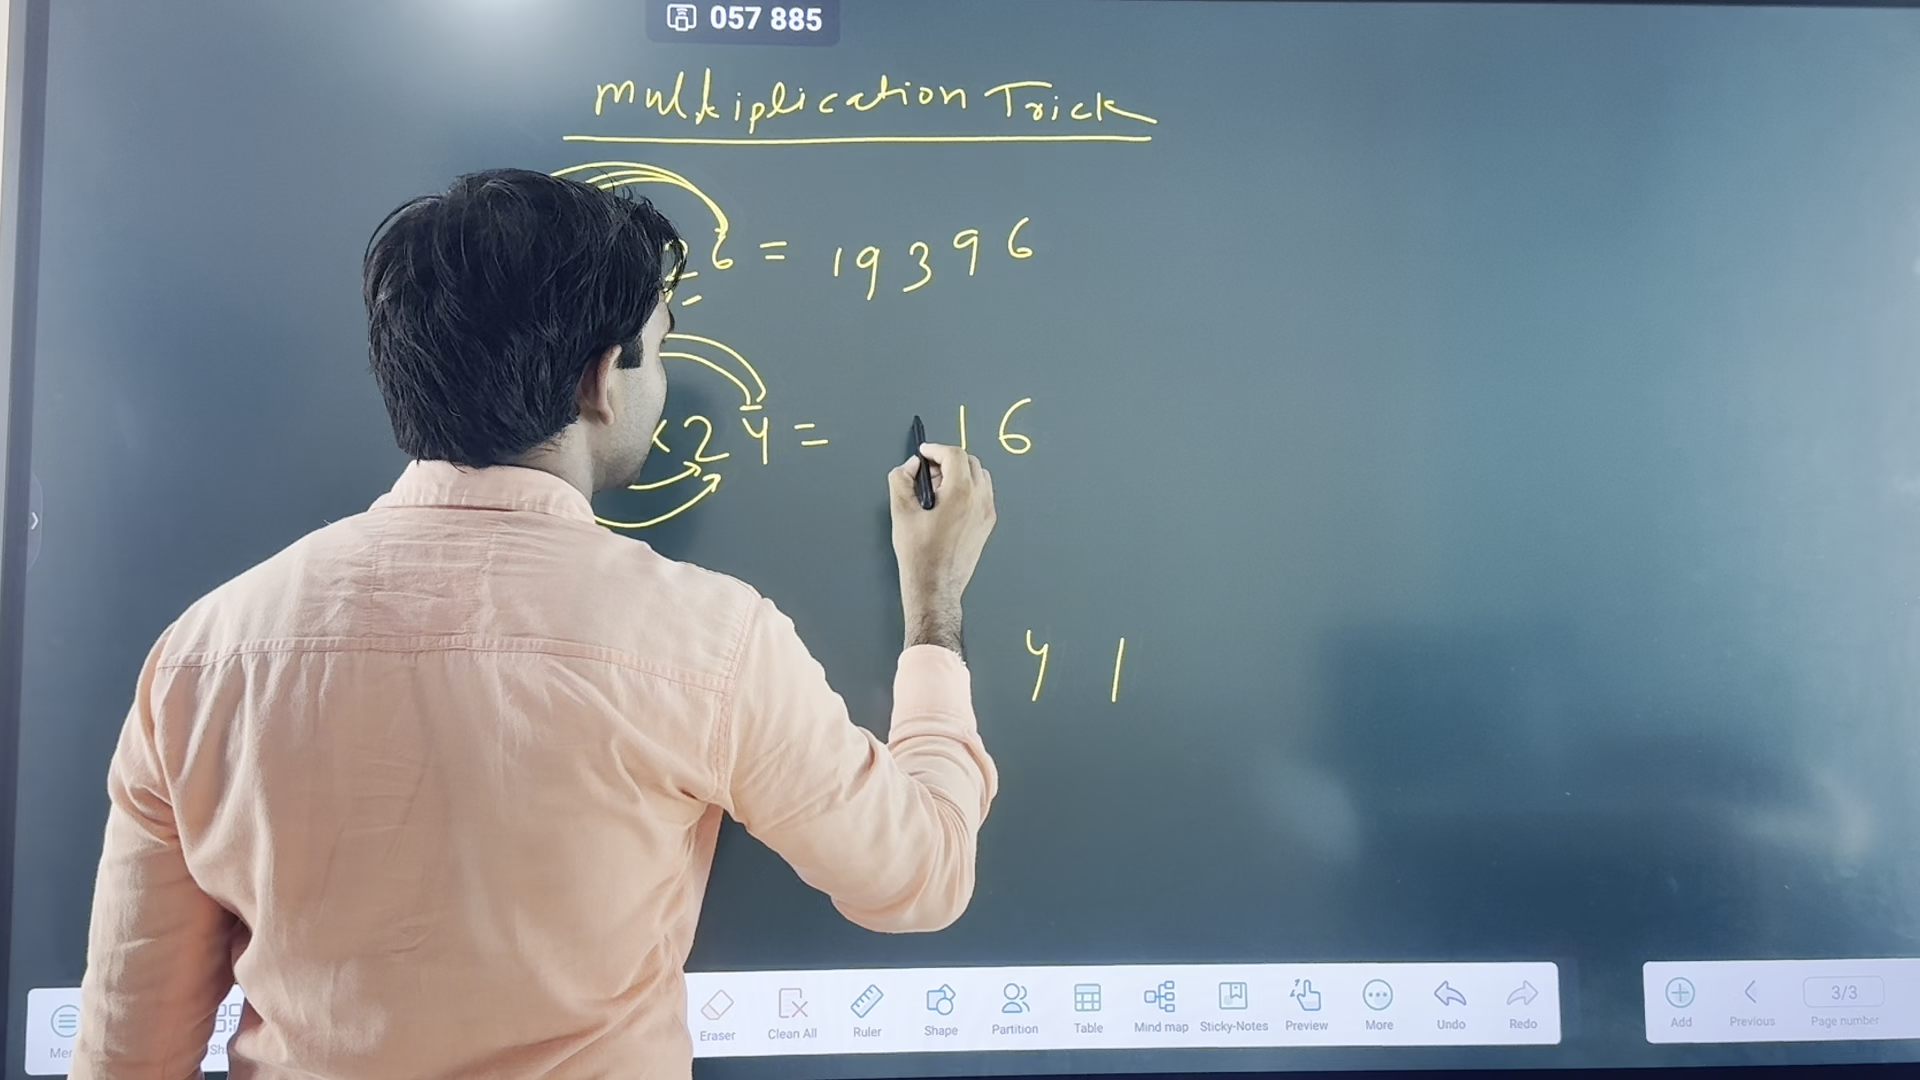 057 885
Multiplication Trick
26 = 19396
×24 = 16
4 1
Eraser Clean All Ruler Shape Partition Table Mind map Sticky-Notes Preview More Undo Redo Add Previous 3/3 Page number